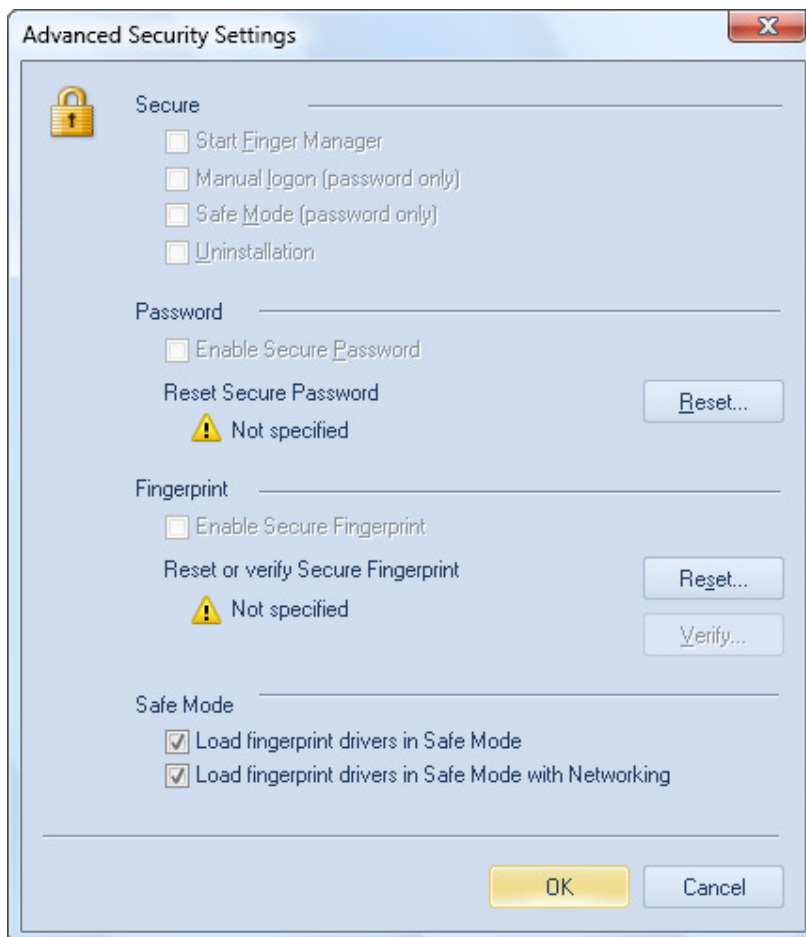 Advanced Security Settings
Secure
Start Finger Manager
Manual logon (password only)
Safe Mode (password only)
Uninstallation
Password
Enable Secure Password
Reset Secure Password
Reset...
Not specified
Fingerprint
Enable Secure Fingerprint
Reset or verify Secure Fingerprint
Reset...
Not specified
Verify...
Safe Mode
Load fingerprint drivers in Safe Mode
Load fingerprint drivers in Safe Mode with Networking
OK
Cancel